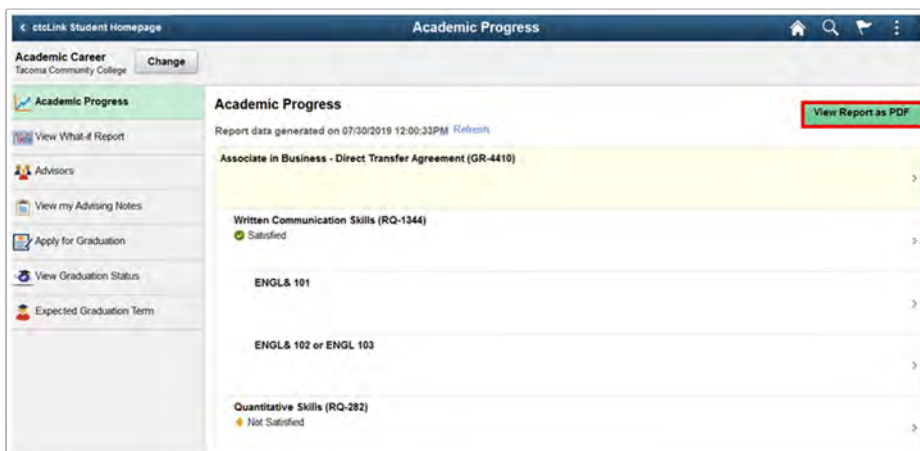 ctcLink Student Homepage
Academic Progress
Academic Career
Tacoma Community College
Change
Academic Progress
View What-if Report
Advisors
View my Advising Notes
Apply for Graduation
View Graduation Status
Expected Graduation Term
Academic Progress
View Report as PDF
Report data generated on 07/30/2019 12:00:33PM Refresh
Associate in Business - Direct Transfer Agreement (GR-4410)
Written Communication Skills (RQ-1344)
Satisfied
ENGL& 101
ENGL& 102 or ENGL 103
Quantitative Skills (RQ-282)
Not Satisfied